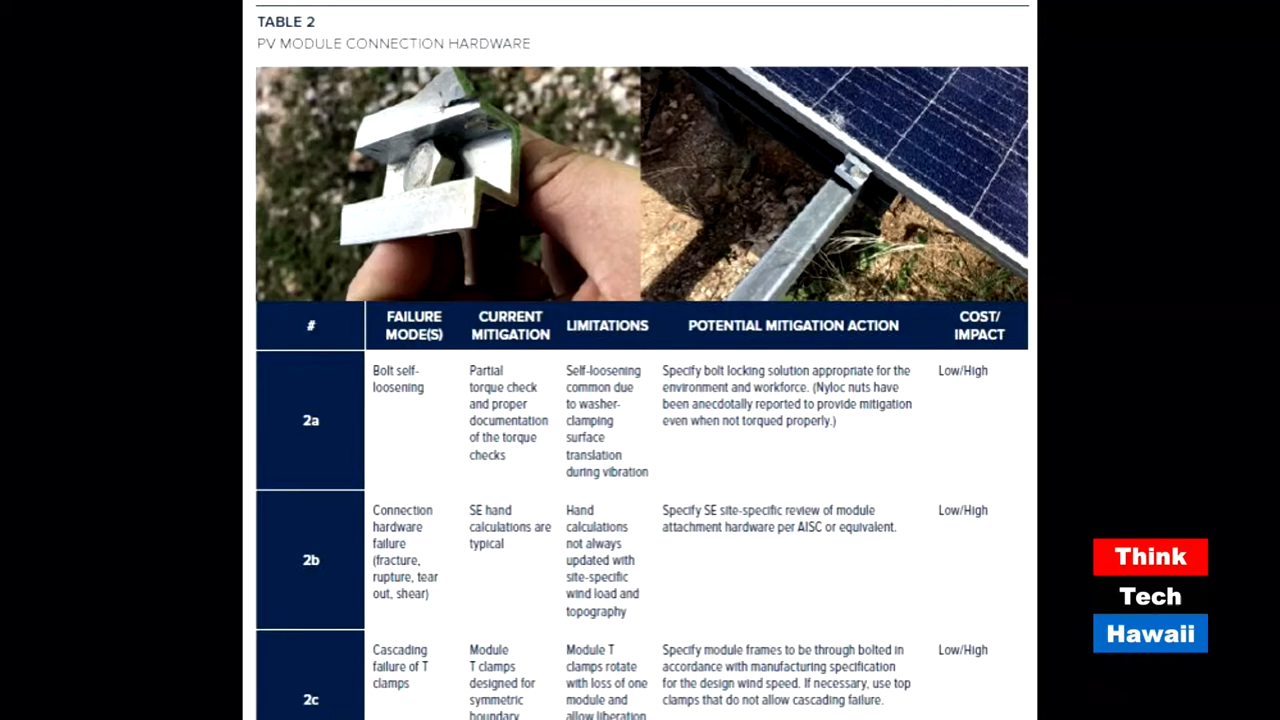 TABLE 2
PV MODULE CONNECTION HARDWARE
#
FAILURE
MODE(S)
CURRENT
MITIGATION
LIMITATIONS
POTENTIAL MITIGATION ACTION
COST/
IMPACT
2a
Bolt self-
loosening
Partial
torque check
and proper
documentation
of the torque
checks
Self-loosening
common due
to washer-
clamping
surface
translation
during vibration
Specify bolt locking solution appropriate for the
environment and workforce. (Nyloc nuts have
been anecdotally reported to provide mitigation
even when not torqued properly.)
Low/High
2b
Connection
hardware
failure
(fracture,
rupture, tear
out, shear)
SE hand
calculations are
typical
Hand
calculations
not always
updated with
site-specific
wind load and
topography
Specify SE site-specific review of module
attachment hardware per AISC or equivalent.
Low/High
2c
Cascading
failure of T
clamps
Module
T clamps
designed for
symmetric
boundary
Module T
clamps rotate
with loss of one
module and
allow liberation
Specify module frames to be through bolted in
accordance with manufacturing specification
for the design wind speed. If necessary, use top
clamps that do not allow cascading failure.
Low/High
Think
Tech
Hawaii